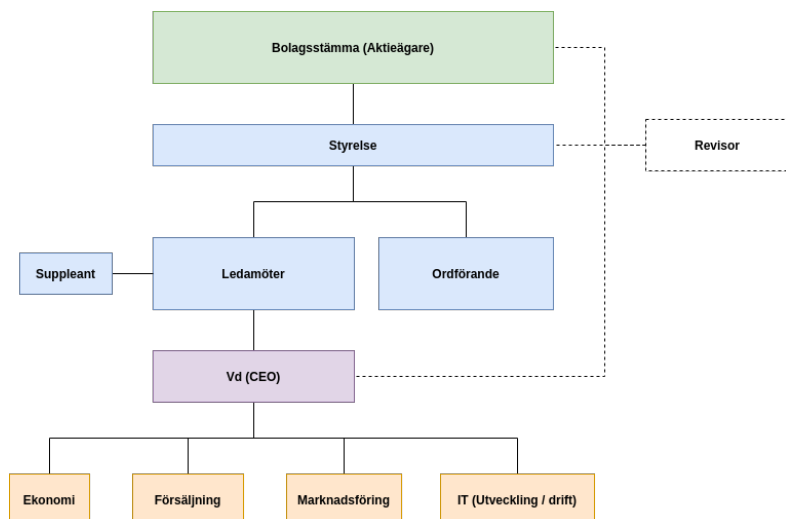 Bolagsstämma (Aktieägare)
Styrelse
Revisor
Suppleant
Ledamöter
Ordförande
Vd (CEO)
Ekonomi
Försäljning
Marknadsföring
IT (Utveckling / drift)